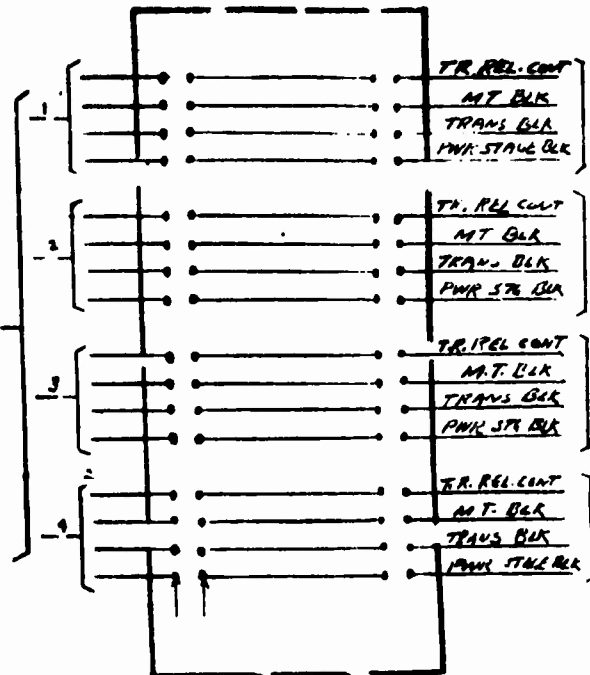 1
TR. REL. CONT
MT BLK
TRANS BLK
PWR STAGE BLK
2
TR. REL CONT
MT BLK
TRANS BLK
PWR STG BLK
3
T.R. REL CONT
M.T. BLK
TRANS BLK
PWR STG BLK
4
T.R. REL. CONT
M.T. BLK
TRANS BLK
PWR STAGE BLK